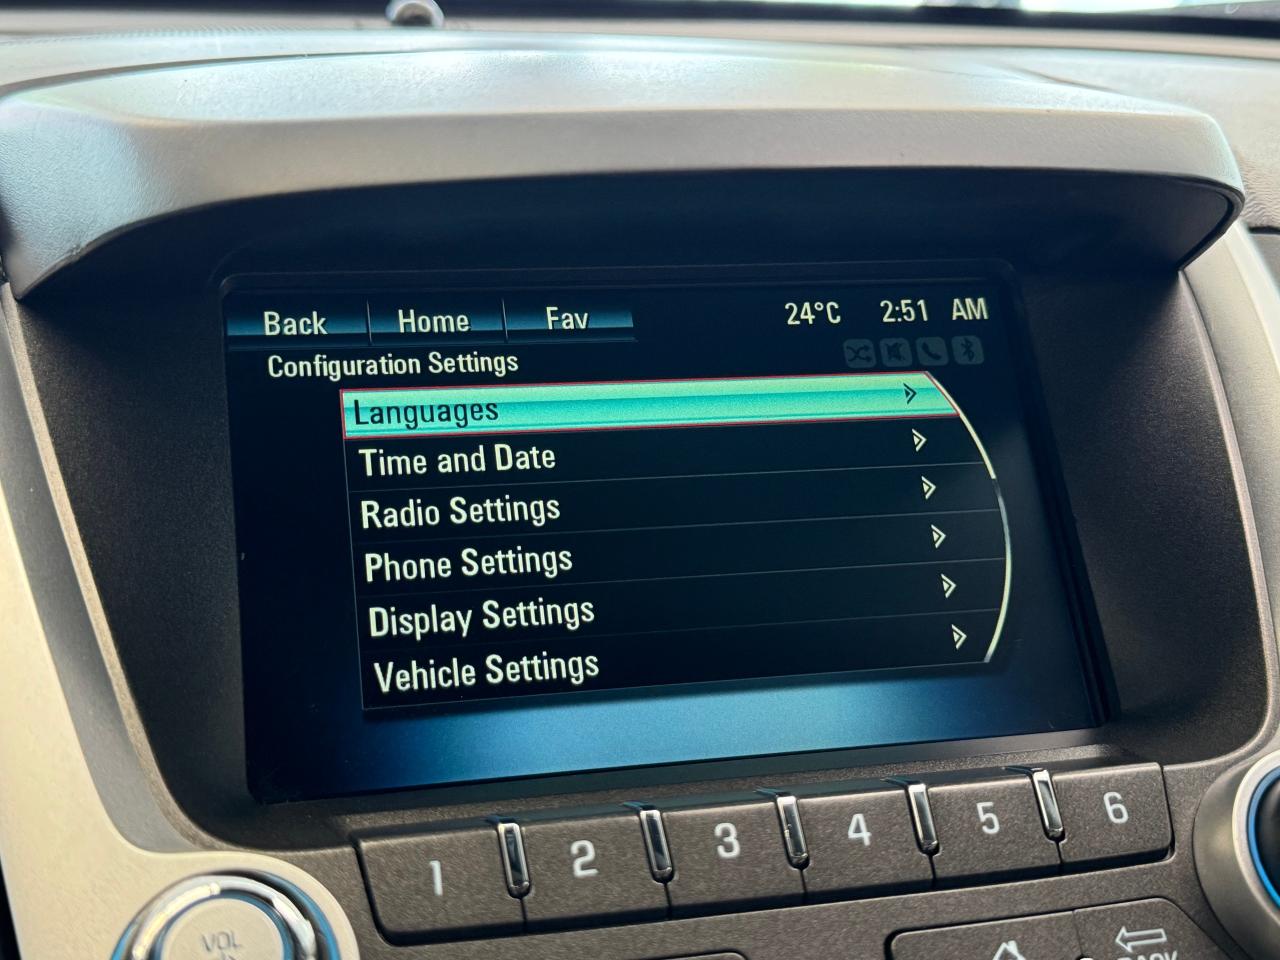 Back Home Fav 24°C 2:51 AM
Configuration Settings
Languages
Time and Date
Radio Settings
Phone Settings
Display Settings
Vehicle Settings
1 2 3 4 5 6
VOL
BACK